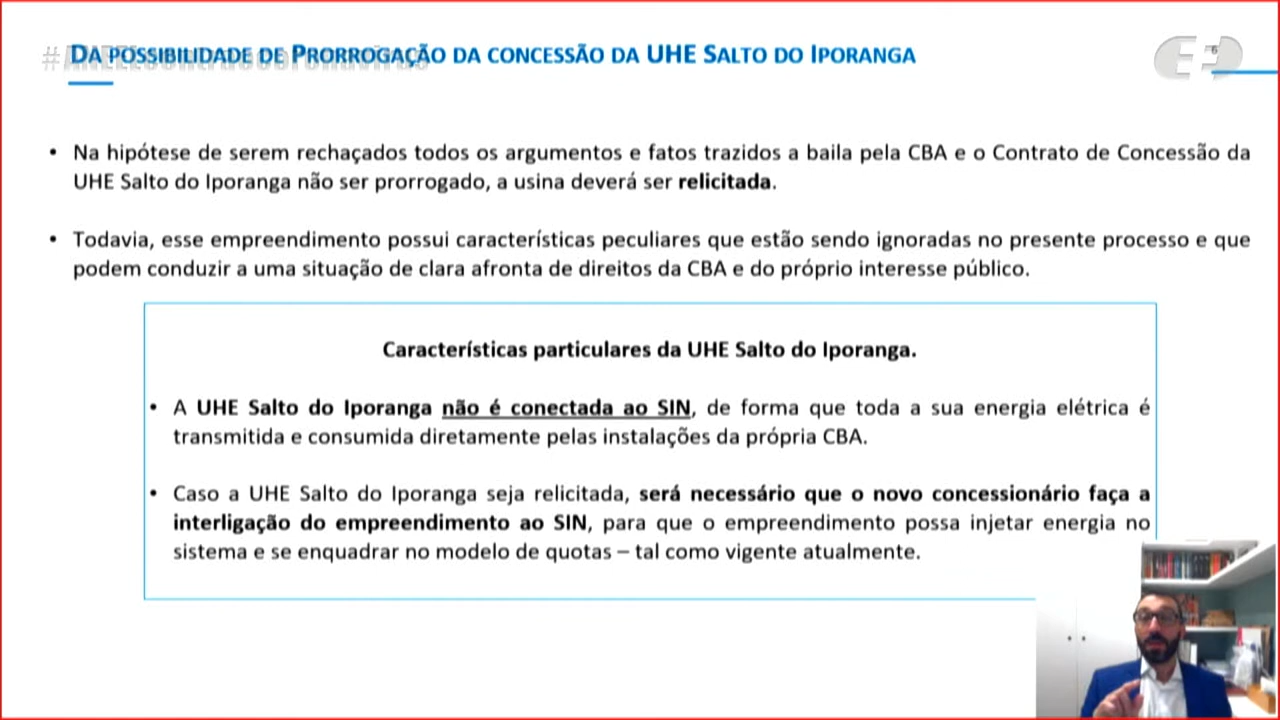 DA POSSIBILIDADE DE PRORROGAÇÃO DA CONCESSÃO DA UHE SALTO DO IPORANGA
6
• Na hipótese de serem rechaçados todos os argumentos e fatos trazidos a baila pela CBA e o Contrato de Concessão da
UHE Salto do Iporanga não ser prorrogado, a usina deverá ser relicitada.
• Todavia, esse empreendimento possui características peculiares que estão sendo ignoradas no presente processo e que
podem conduzir a uma situação de clara afronta de direitos da CBA e do próprio interesse público.
Características particulares da UHE Salto do Iporanga.
• A UHE Salto do Iporanga não é conectada ao SIN, de forma que toda a sua energia elétrica é
transmitida e consumida diretamente pelas instalações da própria CBA.
• Caso a UHE Salto do Iporanga seja relicitada, será necessário que o novo concessionário faça a
interligação do empreendimento ao SIN, para que o empreendimento possa injetar energia no
sistema e se enquadrar no modelo de quotas – tal como vigente atualmente.